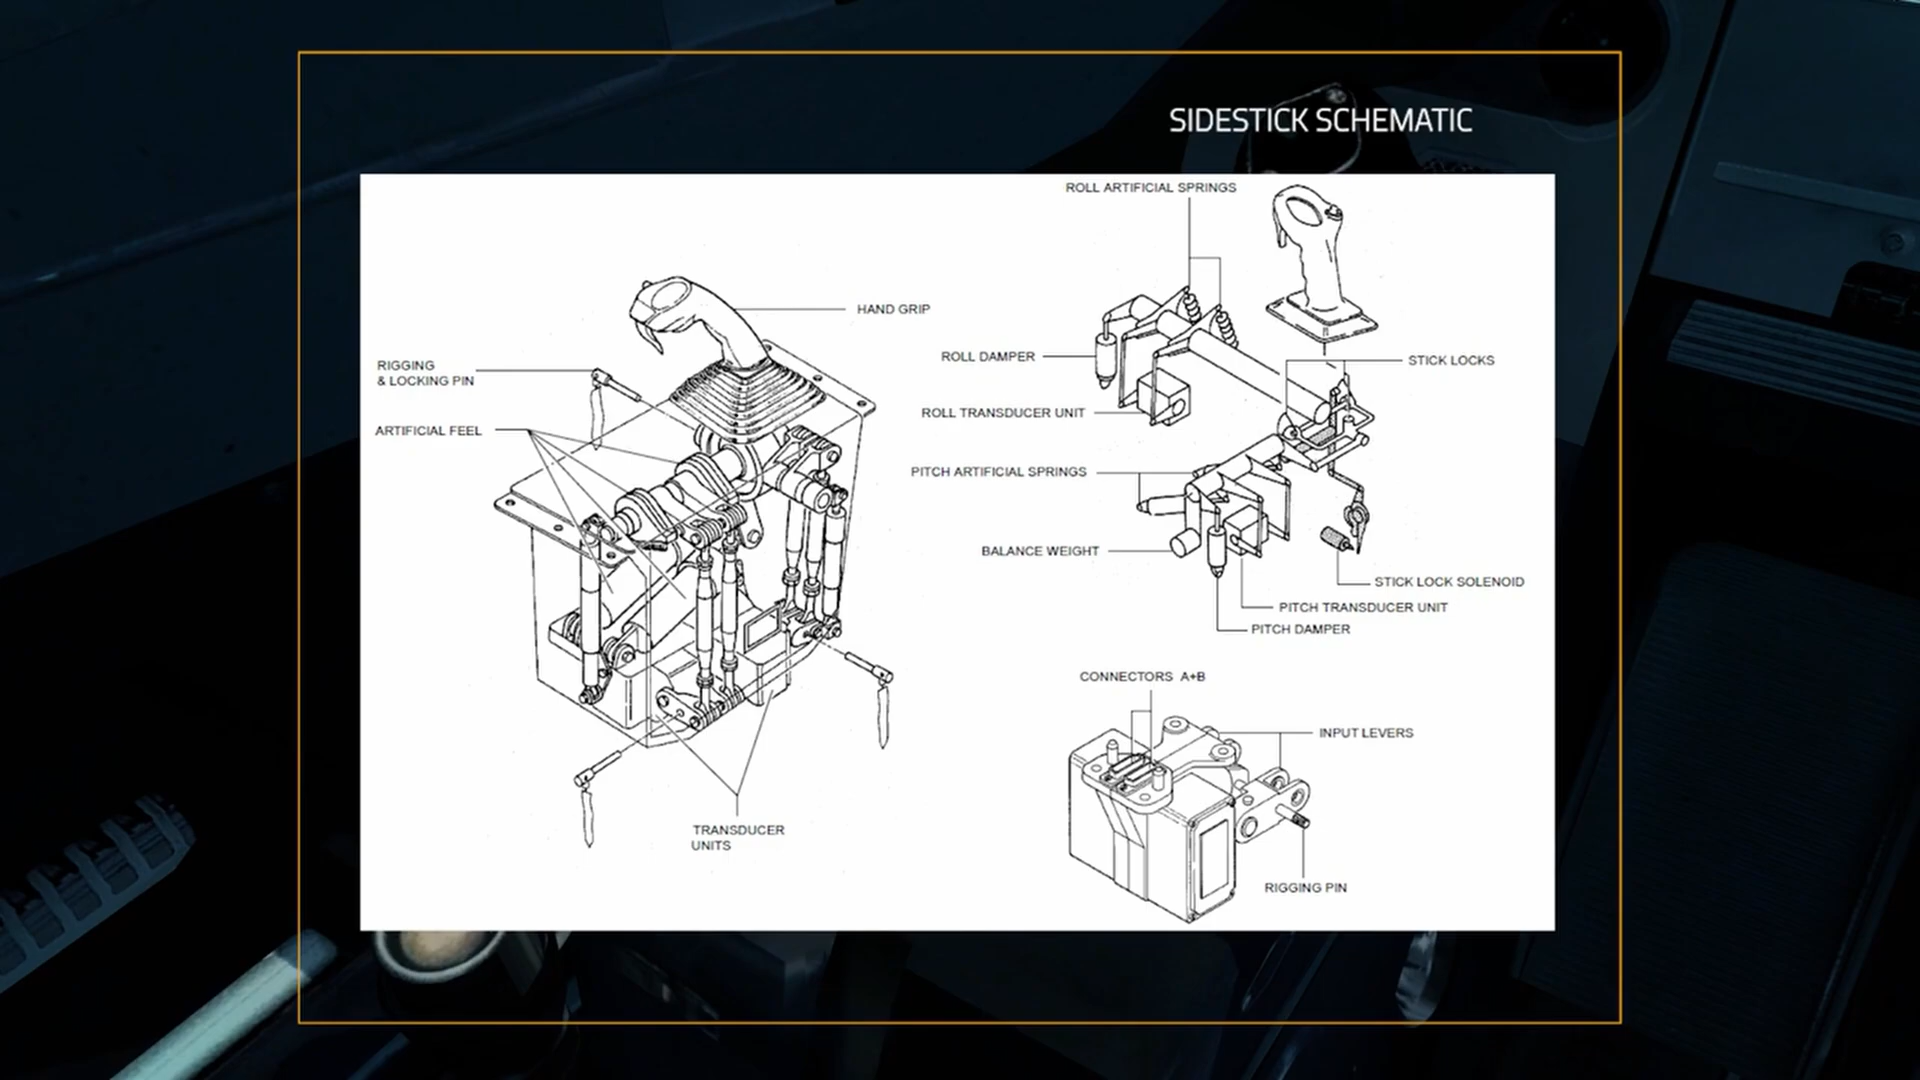 SIDESTICK SCHEMATIC
HAND GRIP
RIGGING
& LOCKING PIN
ARTIFICIAL FEEL
TRANSDUCER
UNITS
ROLL ARTIFICIAL SPRINGS
ROLL DAMPER
STICK LOCKS
ROLL TRANSDUCER UNIT
PITCH ARTIFICIAL SPRINGS
BALANCE WEIGHT
STICK LOCK SOLENOID
PITCH TRANSDUCER UNIT
PITCH DAMPER
CONNECTORS A+B
INPUT LEVERS
RIGGING PIN